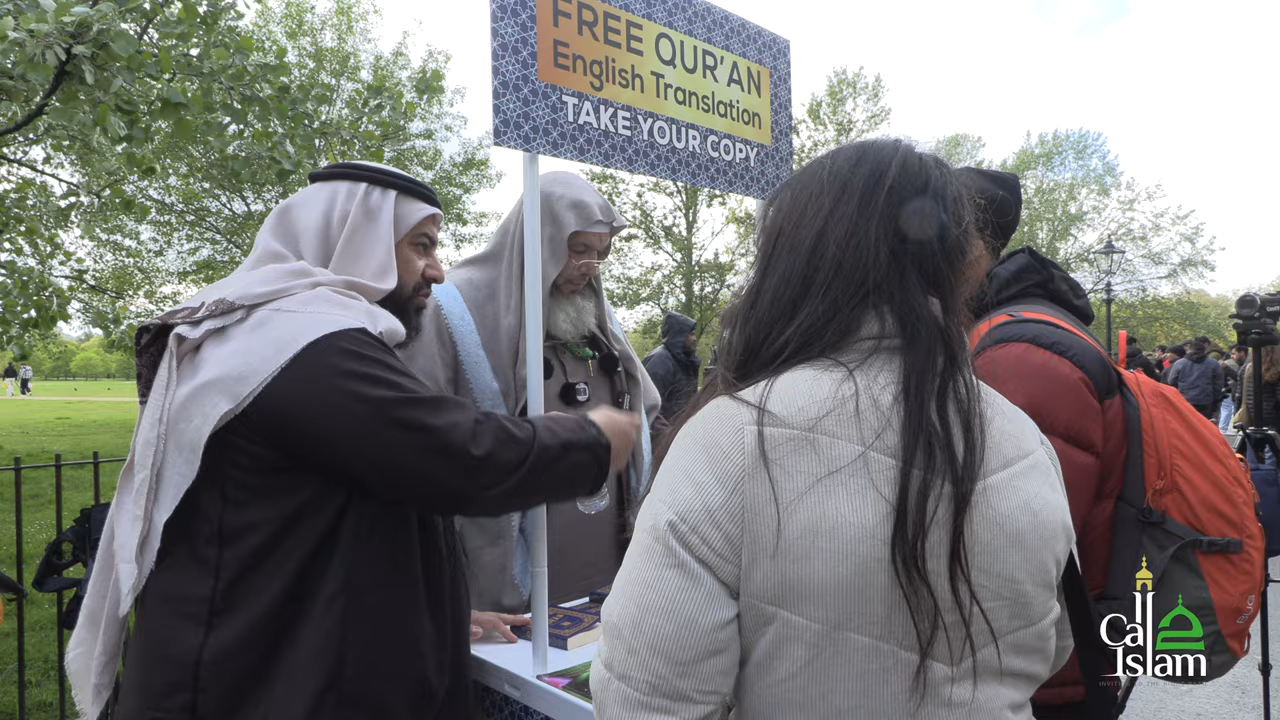 FREE QUR'AN
English Translation
TAKE YOUR COPY
Call
Islam